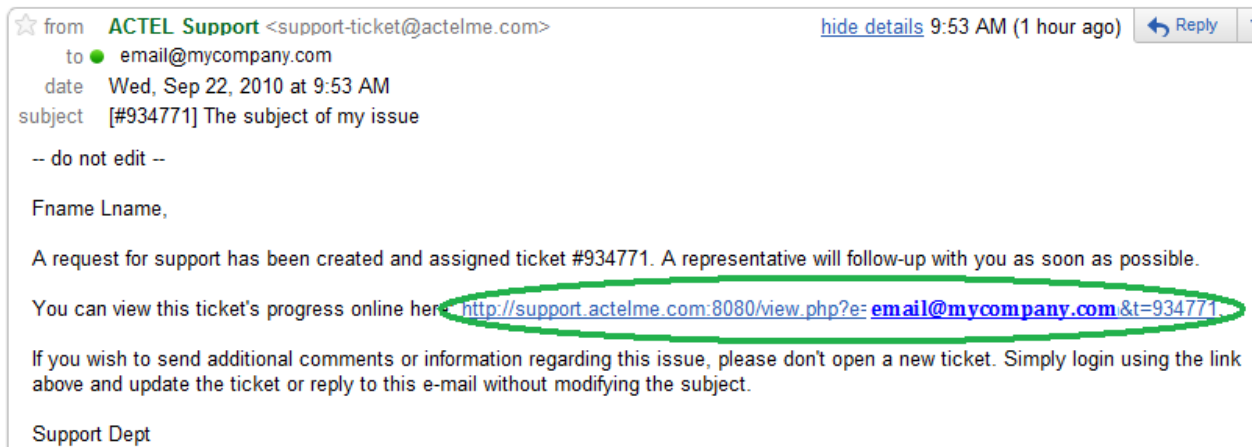 from ACTEL Support <support-ticket@actelme.com> hide details 9:53 AM (1 hour ago) Reply
to email@mycompany.com
date Wed, Sep 22, 2010 at 9:53 AM
subject [#934771] The subject of my issue
-- do not edit --
Fname Lname,
A request for support has been created and assigned ticket #934771. A representative will follow-up with you as soon as possible.
You can view this ticket's progress online here http://support.actelme.com:8080/view.php?e= email@mycompany.com&t=934771.
If you wish to send additional comments or information regarding this issue, please don't open a new ticket. Simply login using the link
above and update the ticket or reply to this e-mail without modifying the subject.
Support Dept